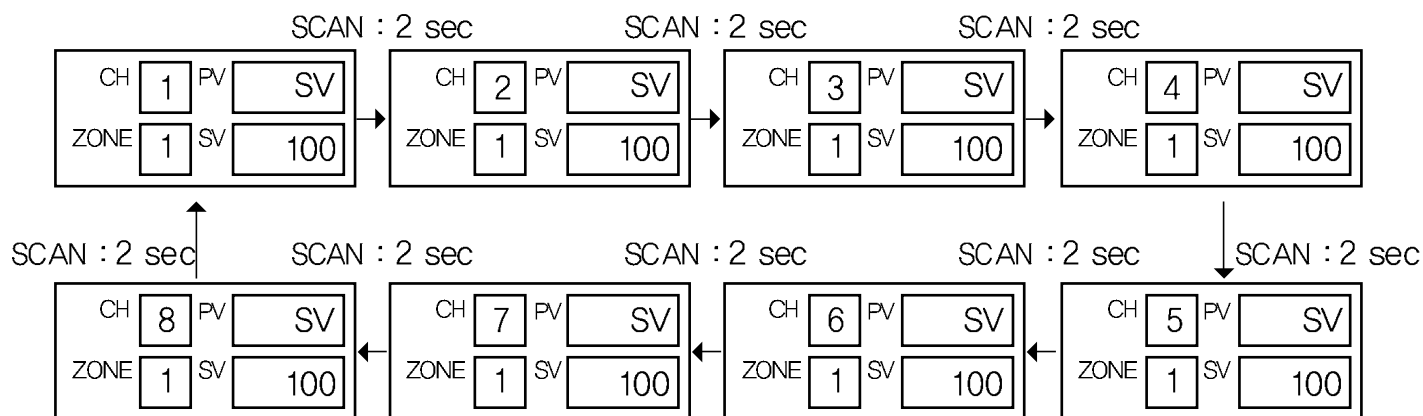 SCAN : 2 sec SCAN : 2 sec SCAN : 2 sec
CH 1 PV SV CH 2 PV SV CH 3 PV SV CH 4 PV SV
ZONE 1 SV 100 ZONE 1 SV 100 ZONE 1 SV 100 ZONE 1 SV 100
SCAN : 2 sec SCAN : 2 sec SCAN : 2 sec SCAN : 2 sec SCAN : 2 sec
CH 8 PV SV CH 7 PV SV CH 6 PV SV CH 5 PV SV
ZONE 1 SV 100 ZONE 1 SV 100 ZONE 1 SV 100 ZONE 1 SV 100